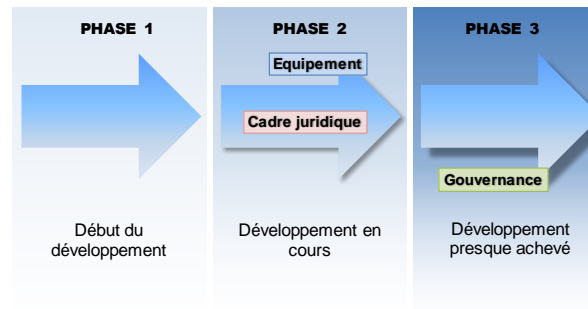 PHASE 1
Début du
développement
PHASE 2
Equipement
Cadre juridique
Développement en
cours
PHASE 3
Gouvernance
Développement
presque achevé